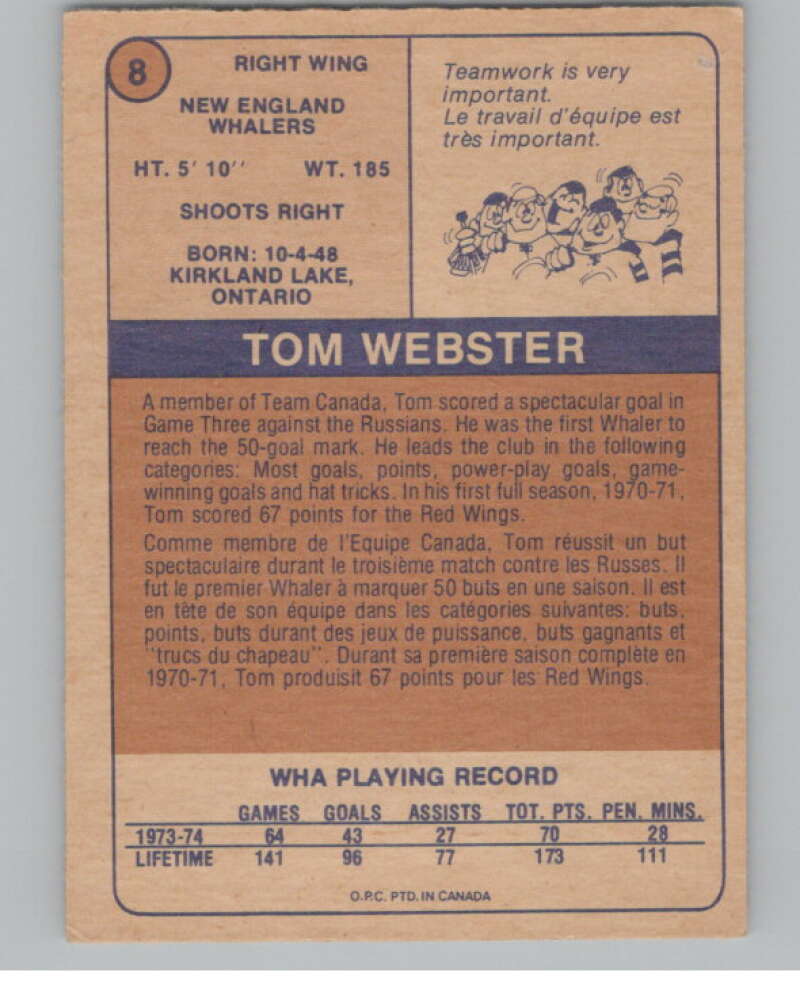 8
RIGHT WING
NEW ENGLAND
WHALERS
HT. 5' 10'' WT. 185
SHOOTS RIGHT
BORN: 10-4-48
KIRKLAND LAKE,
ONTARIO
Teamwork is very
important.
Le travail d'équipe est
très important.
TOM WEBSTER
A member of Team Canada, Tom scored a spectacular goal in
Game Three against the Russians. He was the first Whaler to
reach the 50-goal mark. He leads the club in the following
categories: Most goals, points, power-play goals, game-
winning goals and hat tricks. In his first full season, 1970-71,
Tom scored 67 points for the Red Wings.
Comme membre de l'Equipe Canada, Tom réussit un but
spectaculaire durant le troisième match contre les Russes. Il
fut le premier Whaler à marquer 50 buts en une saison. Il est
en tête de son équipe dans les catégories suivantes: buts,
points, buts durant des jeux de puissance, buts gagnants et
"trucs du chapeau". Durant sa première saison complète en
1970-71, Tom produisit 67 points pour les Red Wings.
WHA PLAYING RECORD
GAMES GOALS ASSISTS TOT. PTS. PEN. MINS.
1973-74 64 43 27 70 28
LIFETIME 141 96 77 173 111
O.P.C. PTD. IN CANADA